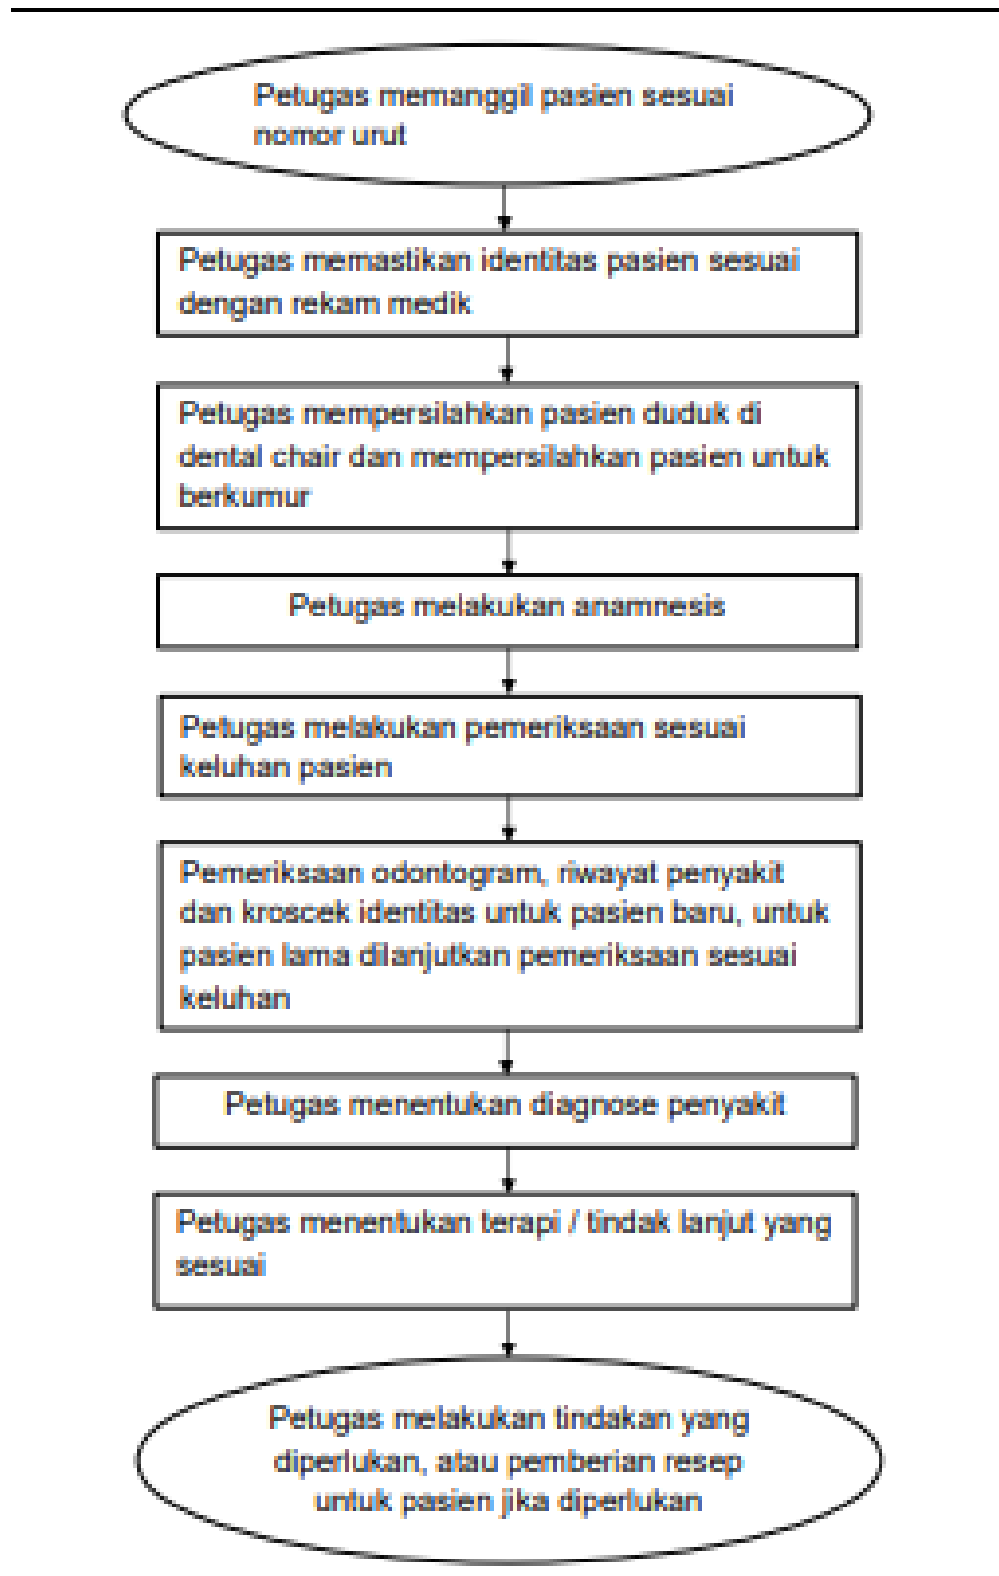 Petugas memanggil pasien sesuai
nomor urut
Petugas memastikan identitas pasien sesuai
dengan rekam medik
Petugas mempersilahkan pasien duduk di
dental chair dan mempersilahkan pasien untuk
berkumur
Petugas melakukan anamnesis
Petugas melakukan pemeriksaan sesuai
keluhan pasien
Pemeriksaan odontogram, riwayat penyakit
dan kroscek identitas untuk pasien baru, untuk
pasien lama dilanjutkan pemeriksaan sesuai
keluhan
Petugas menentukan diagnose penyakit
Petugas menentukan terapi / tindak lanjut yang
sesuai
Petugas melakukan tindakan yang
diperlukan, atau pemberian resep
untuk pasien jika diperlukan